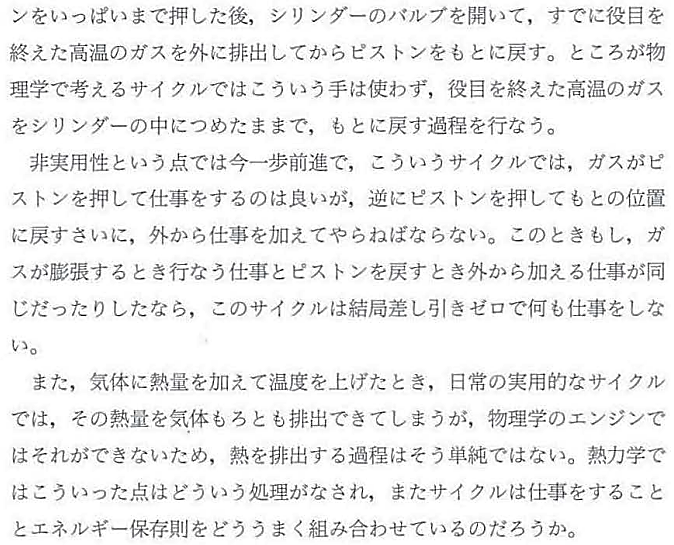 ンをいっぱいまで押した後，シリンダーのバルブを開いて，すでに役目を
終えた高温のガスを外に排出してからピストンをもとに戻す。ところが物
理学で考えるサイクルではこういう手は使わず，役目を終えた高温のガス
をシリンダーの中につめたままで，もとに戻す過程を行なう。
非実用性という点では今一歩前進で，こういうサイクルでは，ガスがピ
ストンを押して仕事をするのは良いが，逆にピストンを押してもとの位置
に戻すさいに，外から仕事を加えてやらねばならない。このときもし，ガ
スが膨張するとき行なう仕事とピストンを戻すとき外から加える仕事が同
じだったりしたなら，このサイクルは結局差し引きゼロで何も仕事をしな
い。
また，気体に熱量を加えて温度を上げたとき，日常の実用的なサイクル
では，その熱量を気体もろとも排出できてしまうが，物理学のエンジンで
はそれができないため，熱を排出する過程はそう単純ではない。熱力学で
はこういった点はどういう処理がなされ，またサイクルは仕事をすること
とエネルギー保存則をどううまく組み合わせているのだろうか。